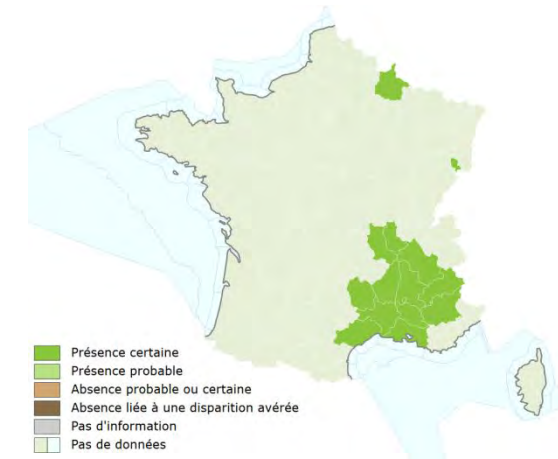 Présence certaine
Présence probable
Absence probable ou certaine
Absence liée à une disparition avérée
Pas d'information
Pas de données